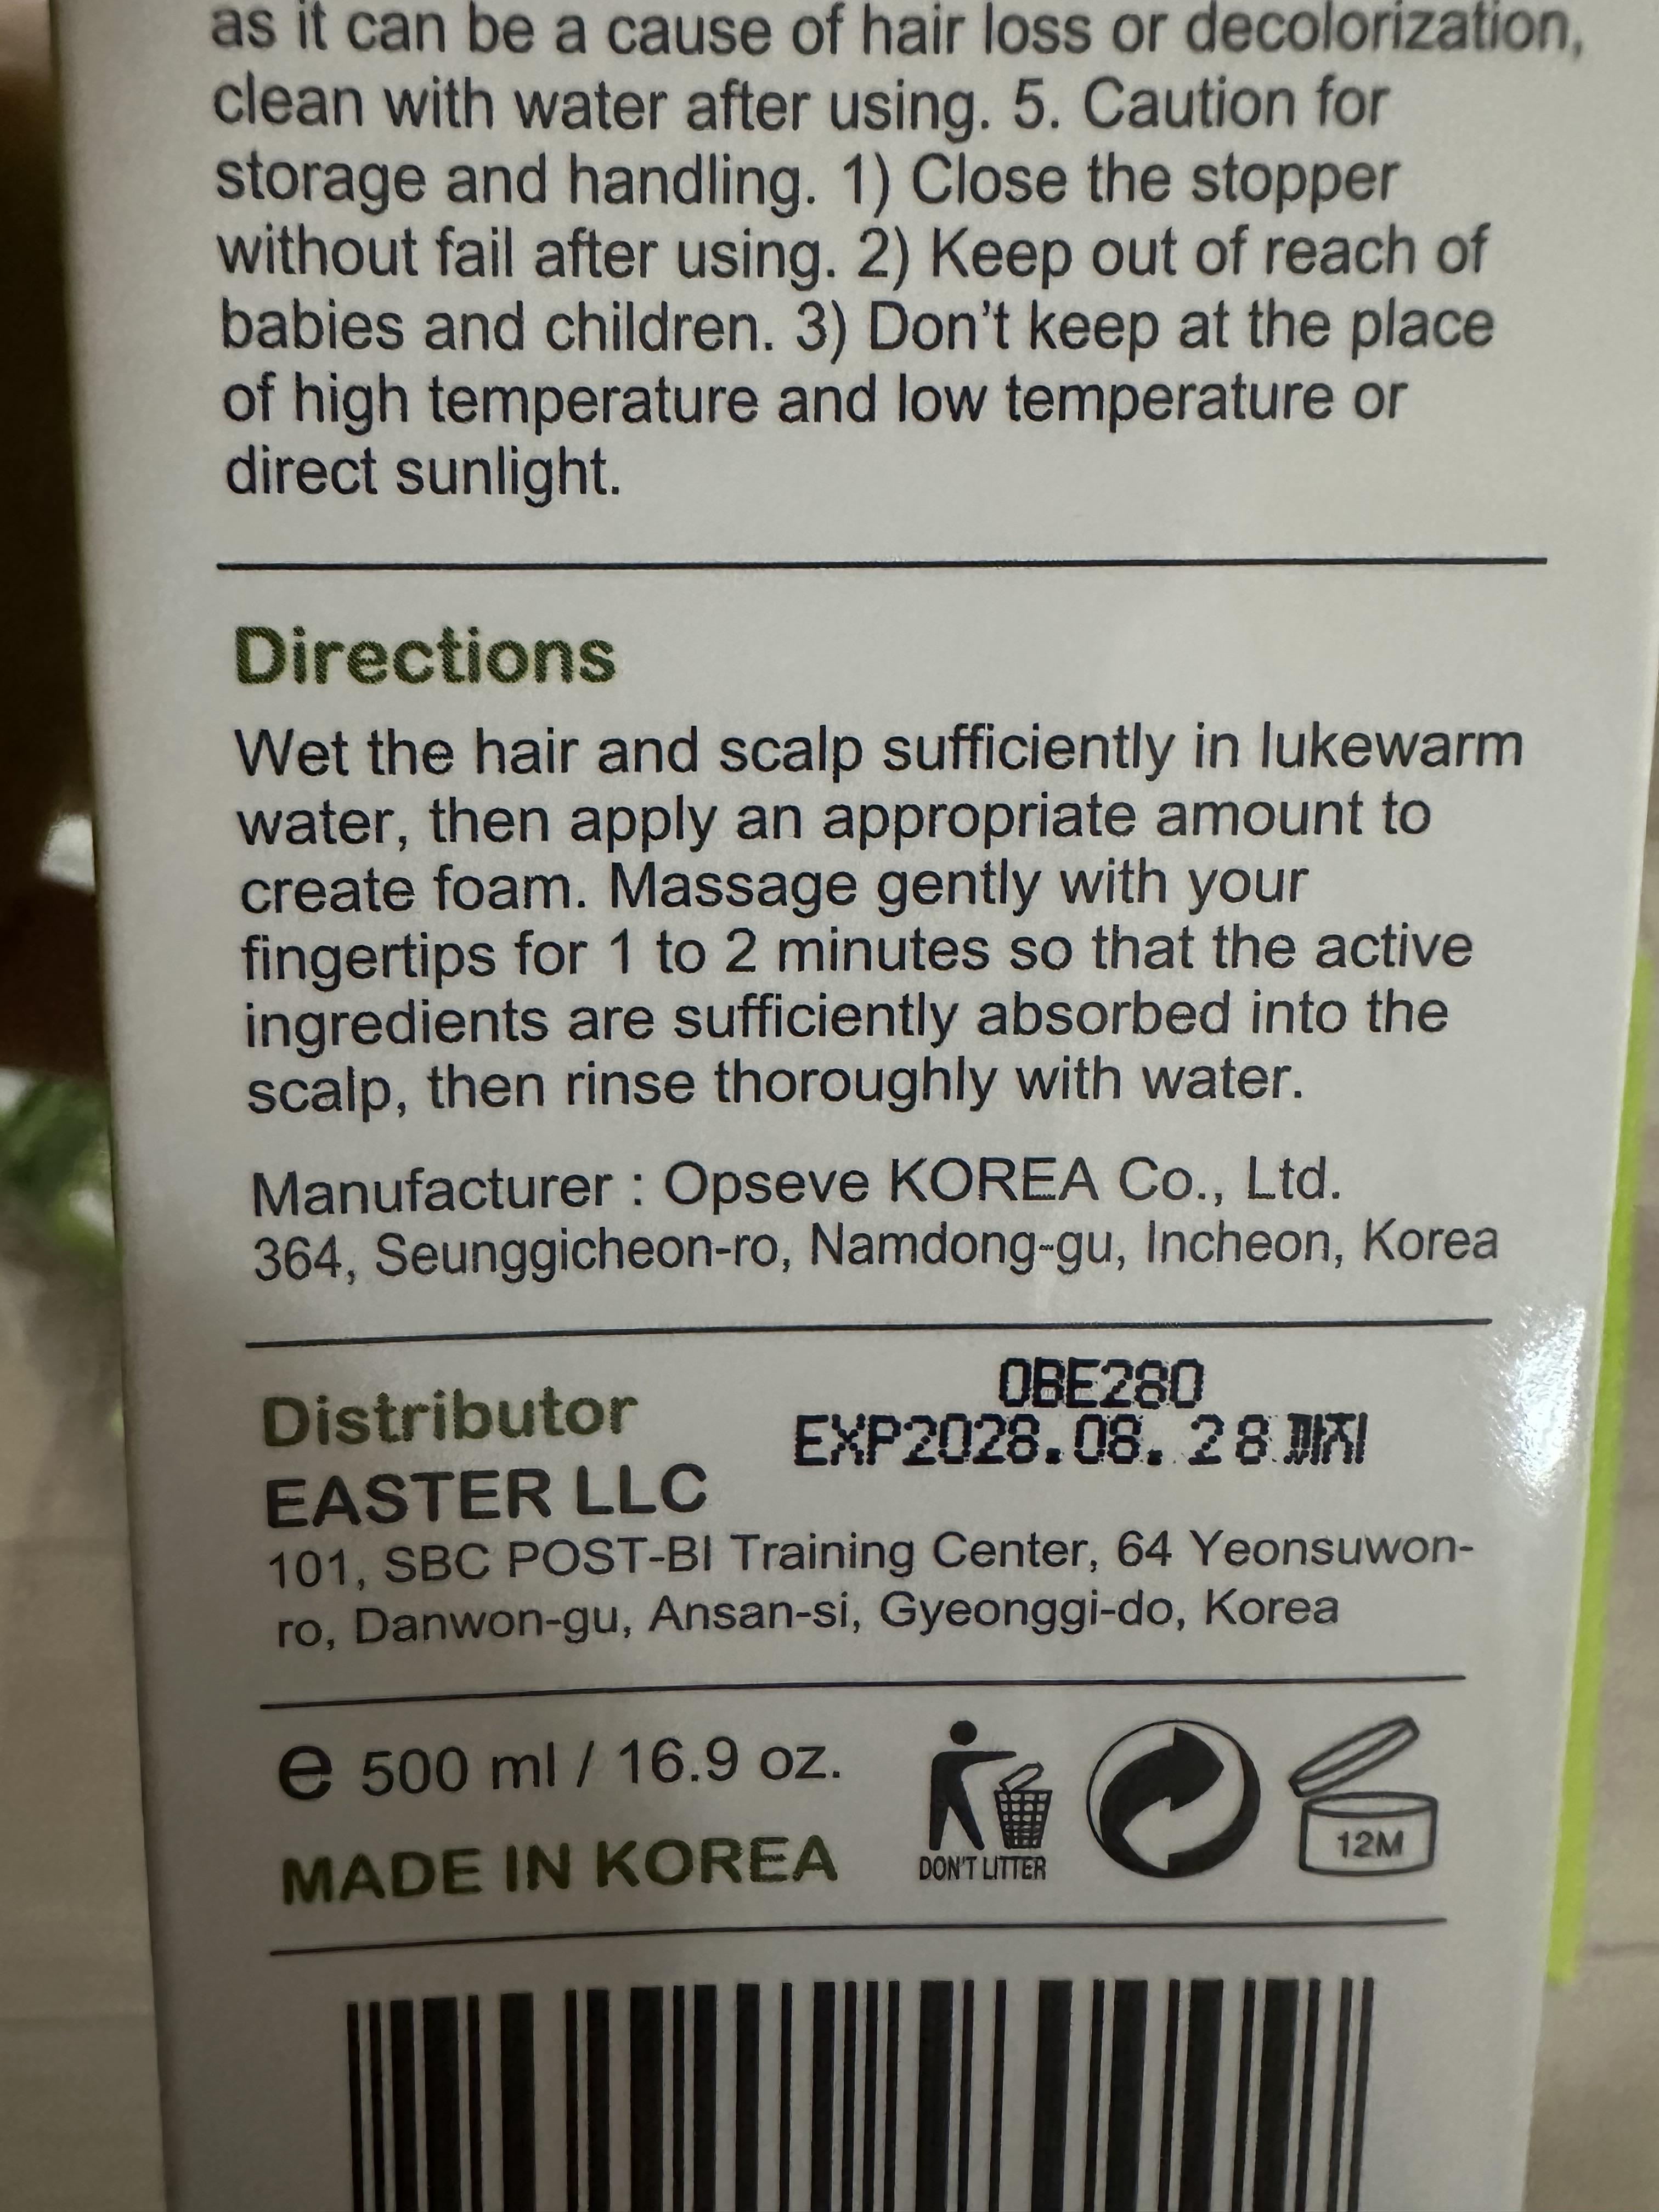 as it can be a cause of hair loss or decolorization,
clean with water after using. 5. Caution for
storage and handling. 1) Close the stopper
without fail after using. 2) Keep out of reach of
babies and children. 3) Don't keep at the place
of high temperature and low temperature or
direct sunlight.
Directions
Wet the hair and scalp sufficiently in lukewarm
water, then apply an appropriate amount to
create foam. Massage gently with your
fingertips for 1 to 2 minutes so that the active
ingredients are sufficiently absorbed into the
scalp, then rinse thoroughly with water.
Manufacturer : Opseve KOREA Co., Ltd.
364, Seunggicheon-ro, Namdong-gu, Incheon, Korea
Distributor
OBE280
EXP2028.08.28까지
EASTER LLC
101, SBC POST-BI Training Center, 64 Yeonsuwon-
ro, Danwon-gu, Ansan-si, Gyeonggi-do, Korea
e 500 ml / 16.9 oz.
MADE IN KOREA
DON'T LITTER
12M